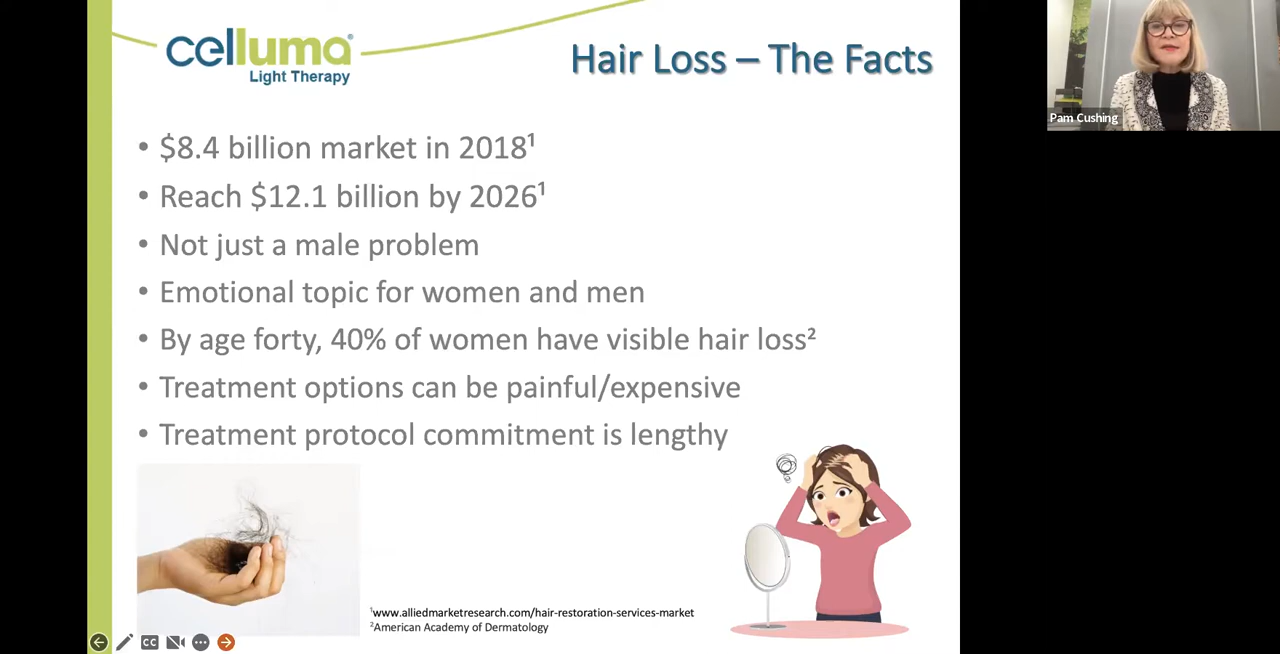 celluma®
Light Therapy
Hair Loss – The Facts
Pam Cushing
• $8.4 billion market in 2018¹
• Reach $12.1 billion by 2026¹
• Not just a male problem
• Emotional topic for women and men
• By age forty, 40% of women have visible hair loss²
• Treatment options can be painful/expensive
• Treatment protocol commitment is lengthy
¹www.alliedmarketresearch.com/hair-restoration-services-market
²American Academy of Dermatology
CC